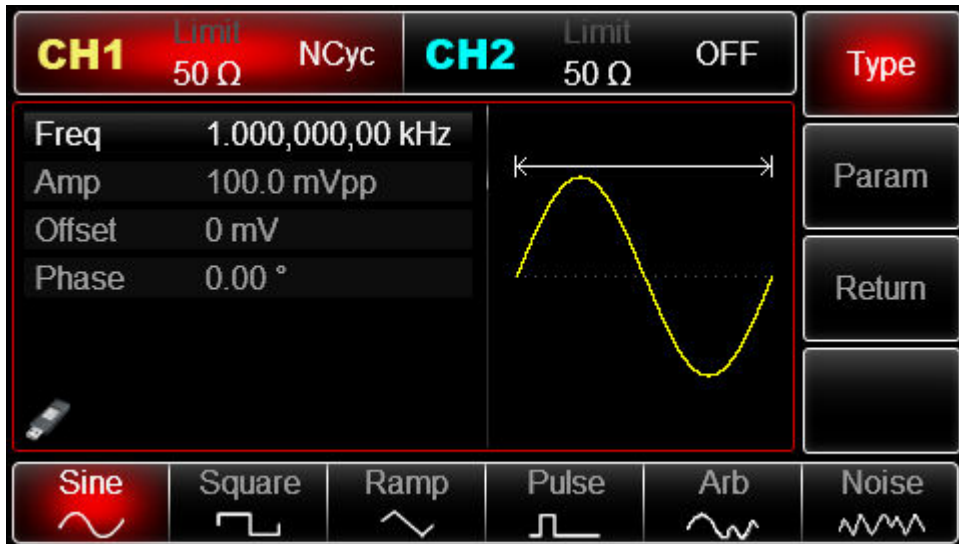 CH1 Limit 50 Ω NCyc CH2 Limit 50 Ω OFF
Type
Freq 1.000,000,00 kHz
Amp 100.0 mVpp
Offset 0 mV
Phase 0.00 °
Param
Return
Sine Square Ramp Pulse Arb Noise